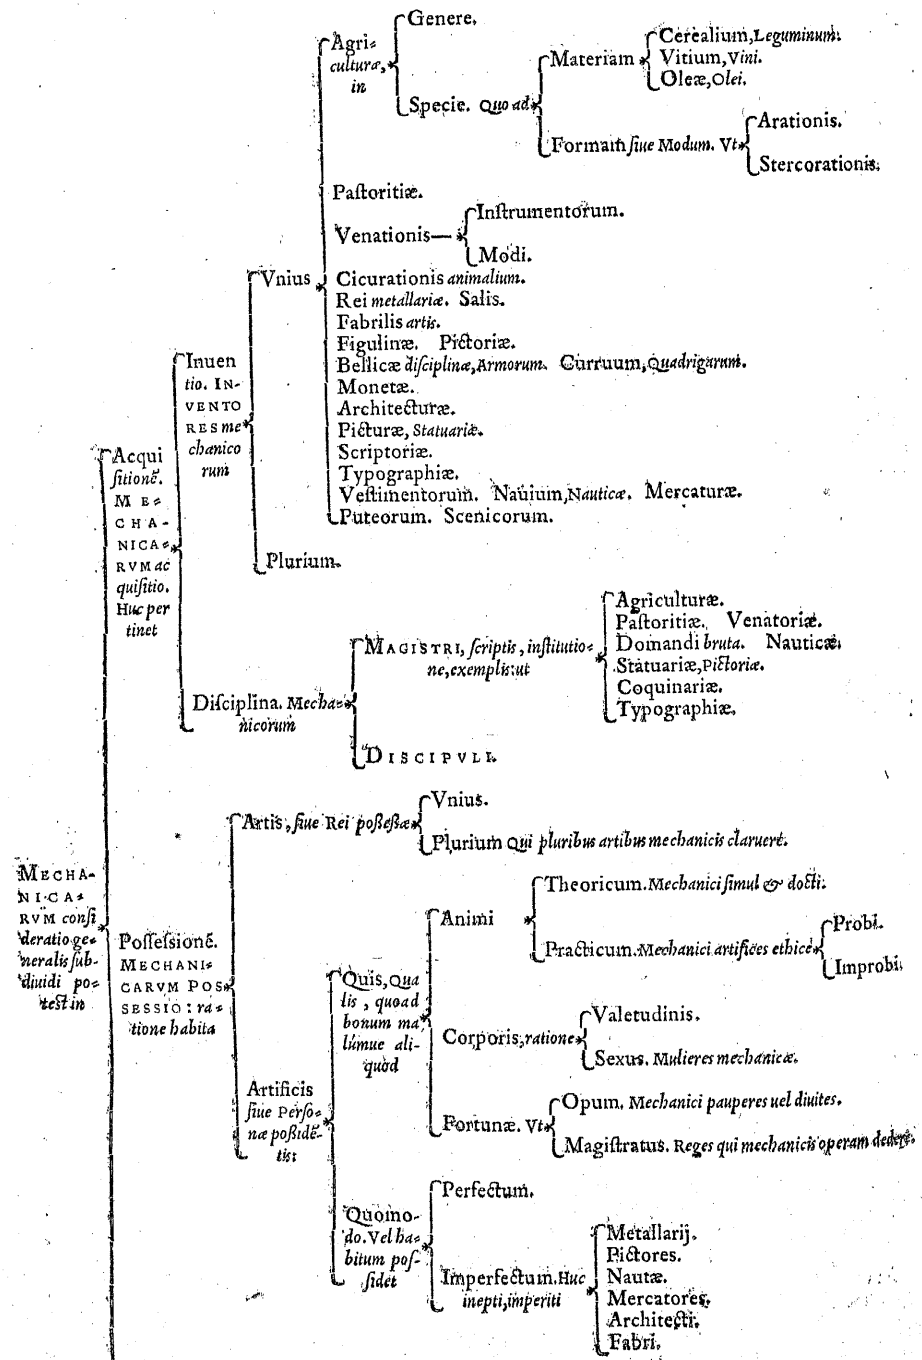 Genere.
Agri-
culturæ,
in
Cerealium, Leguminum.
Materiam
Vitium, Vini.
Oleæ, Olei.
Specie. Quo ad
Arationis.
Formam ſiue Modum. Vt
Stercorationis.
Paſtoritiæ.
Inſtrumentorum.
Venationis—
Modi.
Vnius
Cicurationis animalium.
Rei metallariæ. Salis.
Fabrilis artis.
Figulinæ. Pictoriæ.
Bellicæ diſciplinæ, Armorum. Curruum, Quadrigarum.
Monetæ.
Architecturæ.
Picturæ, Statuariæ.
Scriptoriæ.
Typographiæ.
Veſtimentorum. Nauium, Nauticæ. Mercaturæ.
Puteorum. Scenicorum.
Inuen
tio. IN-
VENTO
RES me
chanico
rum
Plurium.
Acqui
ſitionē.
ME-
CHA-
NICA-
RVM ac
quiſitio.
Huc per
tinet
Agriculturæ.
Paſtoritiæ. Venatoriæ.
MAGISTRI, ſcriptis, inſtitutio-
ne, exemplis: ut
Domandi bruta. Nauticæ.
Statuariæ, Pictoriæ.
Coquinariæ.
Typographiæ.
Diſciplina. Mecha-
nicorum
DISCIPVLI.
Vnius.
Artis, ſiue Rei poſſeſſæ
Plurium Qui pluribus artibus mechanicis claruere.
MECHA-
NICA-
RVM conſi
deratio ge-
neralis ſub-
diuidi po-
test in
Poſſeſsionē.
MECHANI-
CARVM POS
SESSIO: ra-
tione habita
Theoricum. Mechanici ſimul & docti.
Animi
Probi.
Practicum. Mechanici artifices ethice
Improbi.
Quis, Qua
lis, quoad
bonum ma
lúmue ali-
quod
Valetudinis.
Corporis, ratione
Sexus. Mulieres mechanicæ.
Artificis
ſiue Perſo-
næ poſſidē-
tis:
Opum. Mechanici pauperes uel diuites.
Fortunæ. Vt
Magiſtratus. Reges qui mechanicis operam dedere.
Perfectum.
Quomo-
do. Vel ha-
bitum poſ-
ſidet
Metallarij.
Pictores.
Imperfectum. Huc
inepti, imperiti
Nautæ.
Mercatores.
Architecti.
Fabri.